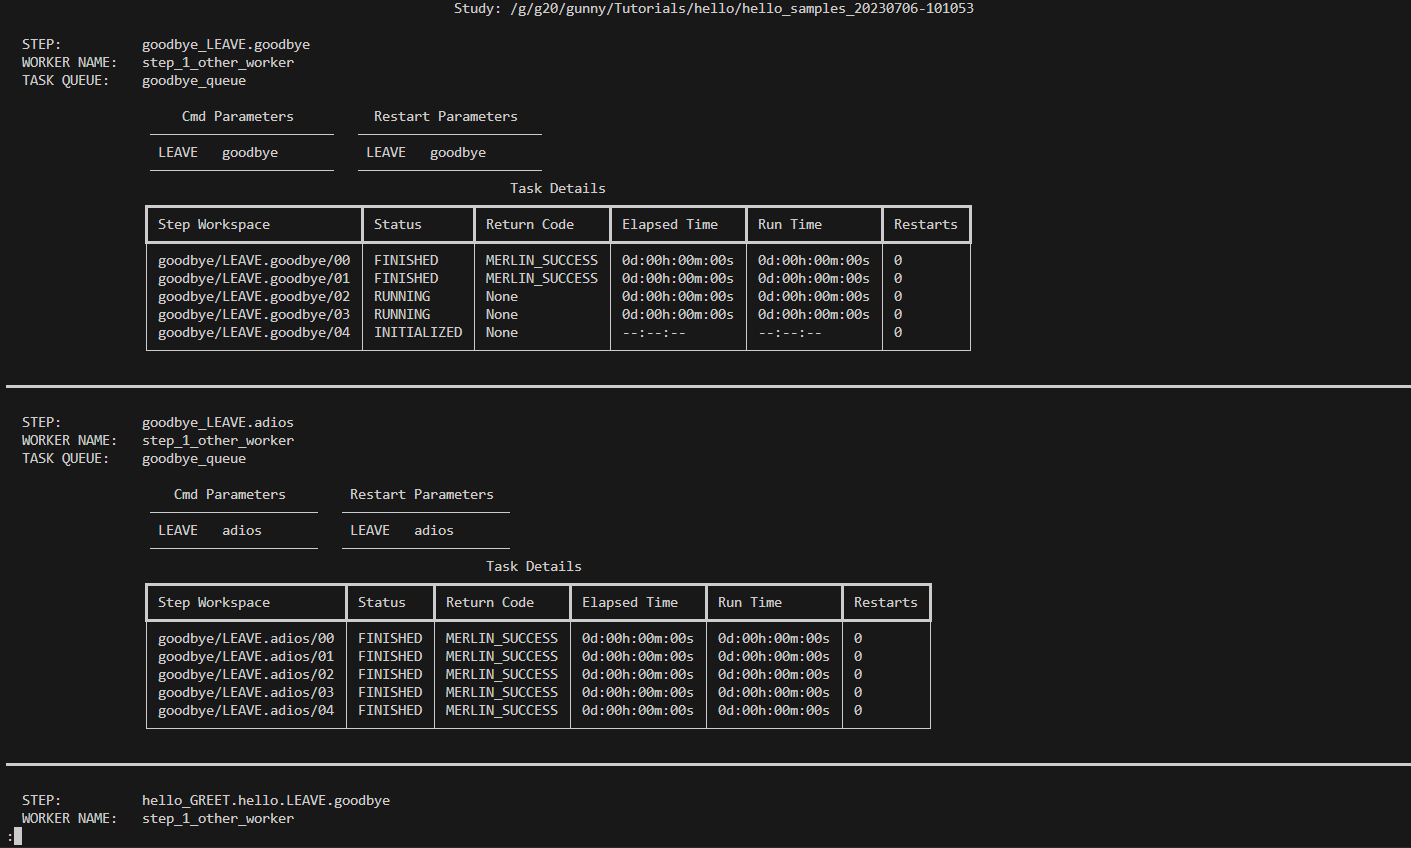 Study: /g/g20/gunny/Tutorials/hello/hello_samples_20230706-101053
STEP: goodbye_LEAVE.goodbye
WORKER NAME: step_1_other_worker
TASK QUEUE: goodbye_queue
Cmd Parameters Restart Parameters
LEAVE goodbye LEAVE goodbye
Task Details
Step Workspace Status Return Code Elapsed Time Run Time Restarts
goodbye/LEAVE.goodbye/00 FINISHED MERLIN_SUCCESS 0d:00h:00m:00s 0d:00h:00m:00s 0
goodbye/LEAVE.goodbye/01 FINISHED MERLIN_SUCCESS 0d:00h:00m:00s 0d:00h:00m:00s 0
goodbye/LEAVE.goodbye/02 RUNNING None 0d:00h:00m:00s 0d:00h:00m:00s 0
goodbye/LEAVE.goodbye/03 RUNNING None 0d:00h:00m:00s 0d:00h:00m:00s 0
goodbye/LEAVE.goodbye/04 INITIALIZED None --:--:-- --:--:-- 0
STEP: goodbye_LEAVE.adios
WORKER NAME: step_1_other_worker
TASK QUEUE: goodbye_queue
Cmd Parameters Restart Parameters
LEAVE adios LEAVE adios
Task Details
Step Workspace Status Return Code Elapsed Time Run Time Restarts
goodbye/LEAVE.adios/00 FINISHED MERLIN_SUCCESS 0d:00h:00m:00s 0d:00h:00m:00s 0
goodbye/LEAVE.adios/01 FINISHED MERLIN_SUCCESS 0d:00h:00m:00s 0d:00h:00m:00s 0
goodbye/LEAVE.adios/02 FINISHED MERLIN_SUCCESS 0d:00h:00m:00s 0d:00h:00m:00s 0
goodbye/LEAVE.adios/03 FINISHED MERLIN_SUCCESS 0d:00h:00m:00s 0d:00h:00m:00s 0
goodbye/LEAVE.adios/04 FINISHED MERLIN_SUCCESS 0d:00h:00m:00s 0d:00h:00m:00s 0
STEP: hello_GREET.hello.LEAVE.goodbye
WORKER NAME: step_1_other_worker
: